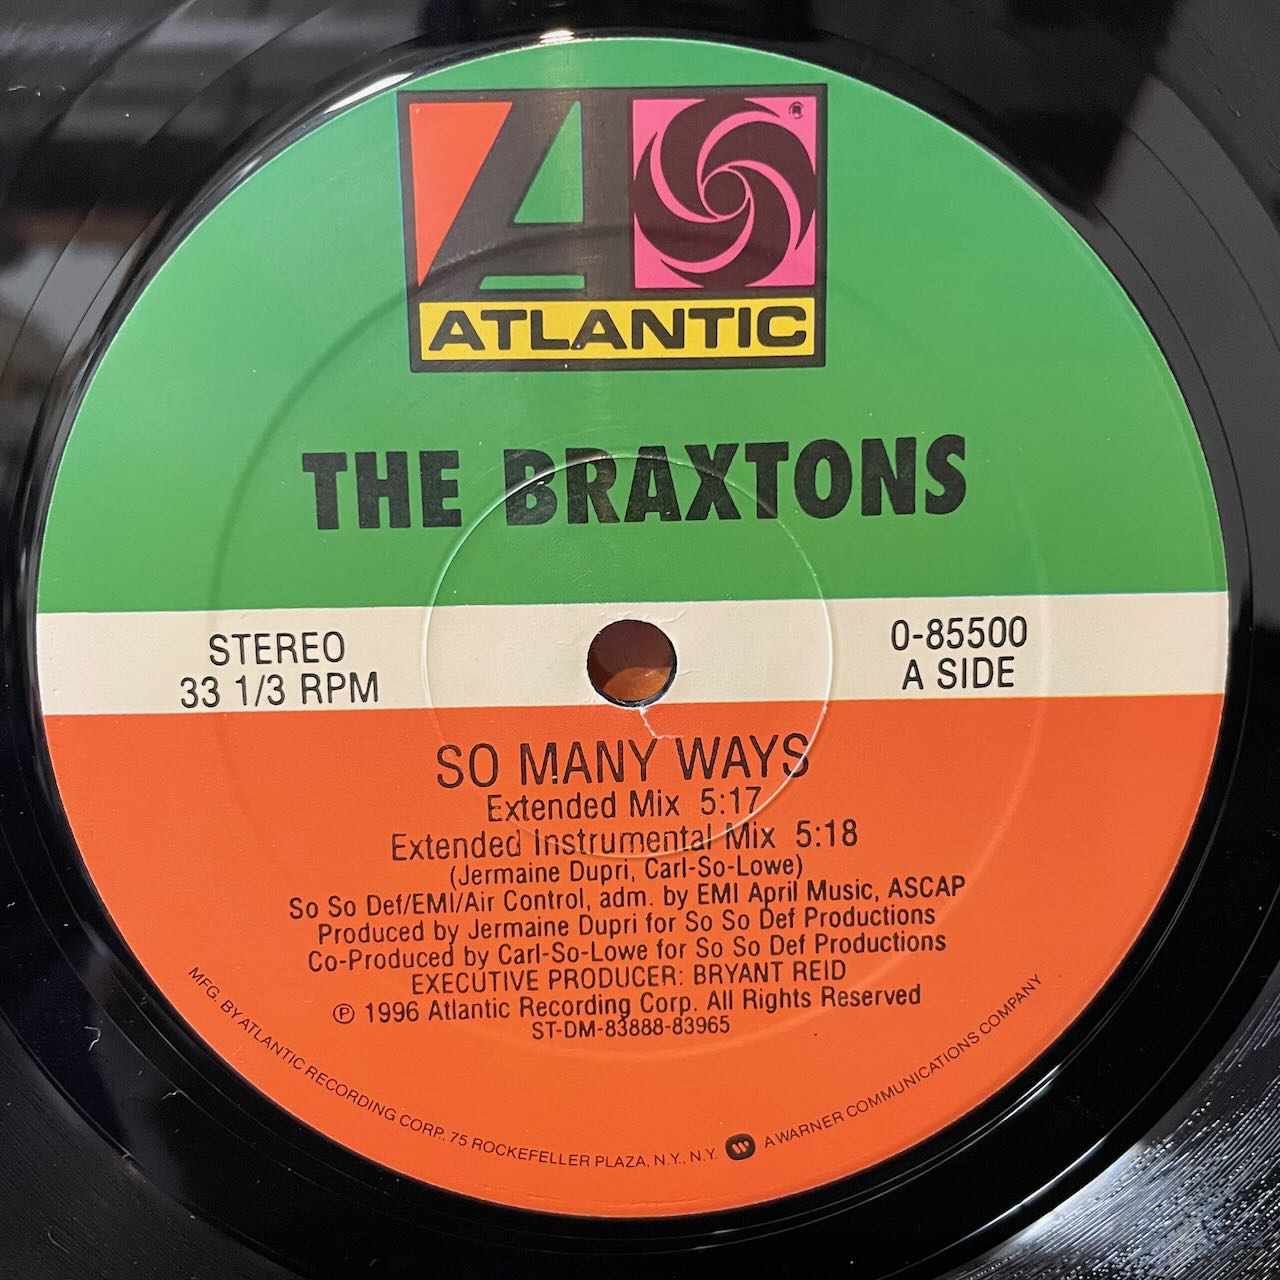 ATLANTIC
THE BRAXTONS
STEREO
33 1/3 RPM
0-85500
A SIDE
SO MANY WAYS
Extended Mix 5:17
Extended Instrumental Mix 5:18
(Jermaine Dupri, Carl-So-Lowe)
So So Def/EMI/Air Control, adm. by EMI April Music, ASCAP
Produced by Jermaine Dupri for So So Def Productions
Co-Produced by Carl-So-Lowe for So So Def Productions
EXECUTIVE PRODUCER: BRYANT REID
℗ 1996 Atlantic Recording Corp. All Rights Reserved
ST-DM-83888-83965
MFG. BY ATLANTIC RECORDING CORP., 75 ROCKEFELLER PLAZA, N.Y., N.Y. A WARNER COMMUNICATIONS COMPANY